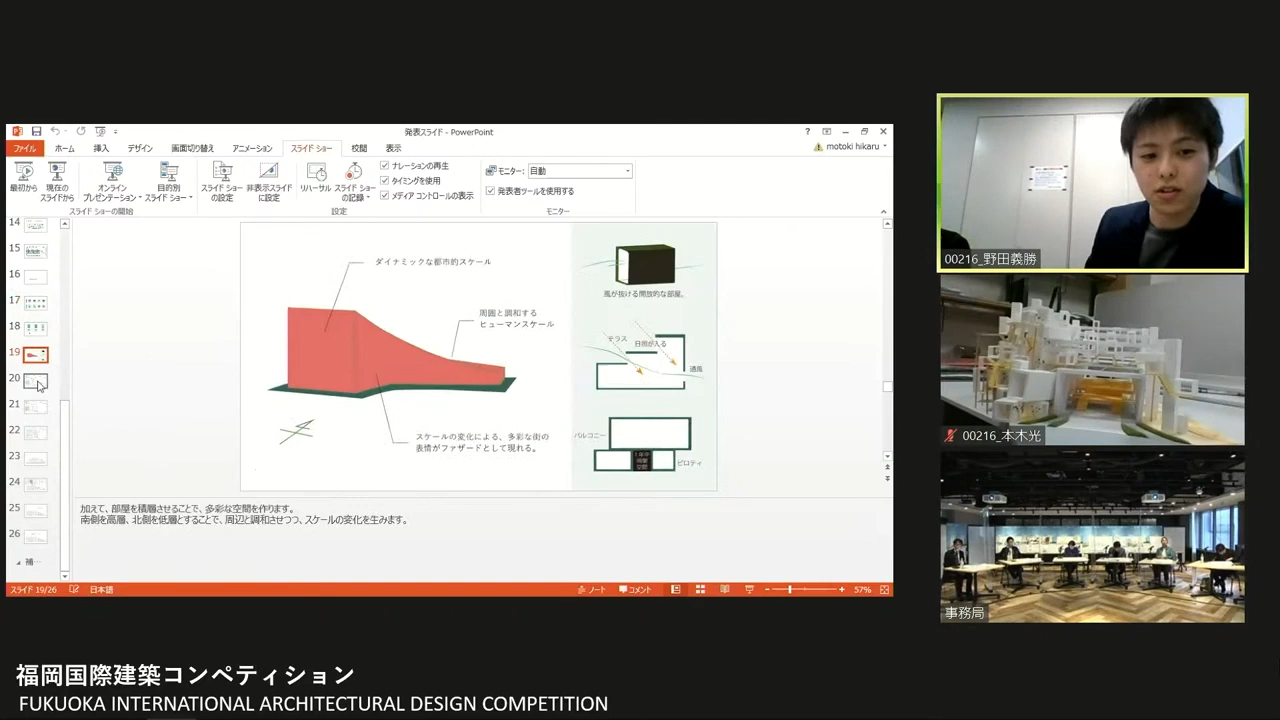 発表スライド - PowerPoint
ファイル
ホーム
挿入
デザイン
画面切り替え
アニメーション
スライド ショー
校閲
表示
motoki hikaru
最初から
現在の
スライドから
オンライン
プレゼンテーション
目的別
スライド ショー
スライド ショー
の設定
非表示スライド
に設定
リハーサル
スライド ショー
の記録
ナレーションの再生
タイミングを使用
メディア コントロールの表示
モニター:
自動
発表者ツールを使用する
スライド ショーの開始
設定
モニター
14
15
16
17
18
19
20
21
22
23
24
25
26
補…
ダイナミックな都市的スケール
周囲と調和する
ヒューマンスケール
スケールの変化による、多彩な街の
表情がファサードとして現れる。
風が抜ける開放的な部屋。
テラス
日照が入る
通風
バルコニー
ピロティ
加えて、部屋を積層させることで、多彩な空間を作ります。
南側を高層、北側を低層とすることで、周辺と調和させつつ、スケールの変化を生みます。
スライド 19/26
日本語
ノート
コメント
57%
00216_野田義勝
00216_本木光
事務局
福岡国際建築コンペティション
FUKUOKA INTERNATIONAL ARCHITECTURAL DESIGN COMPETITION